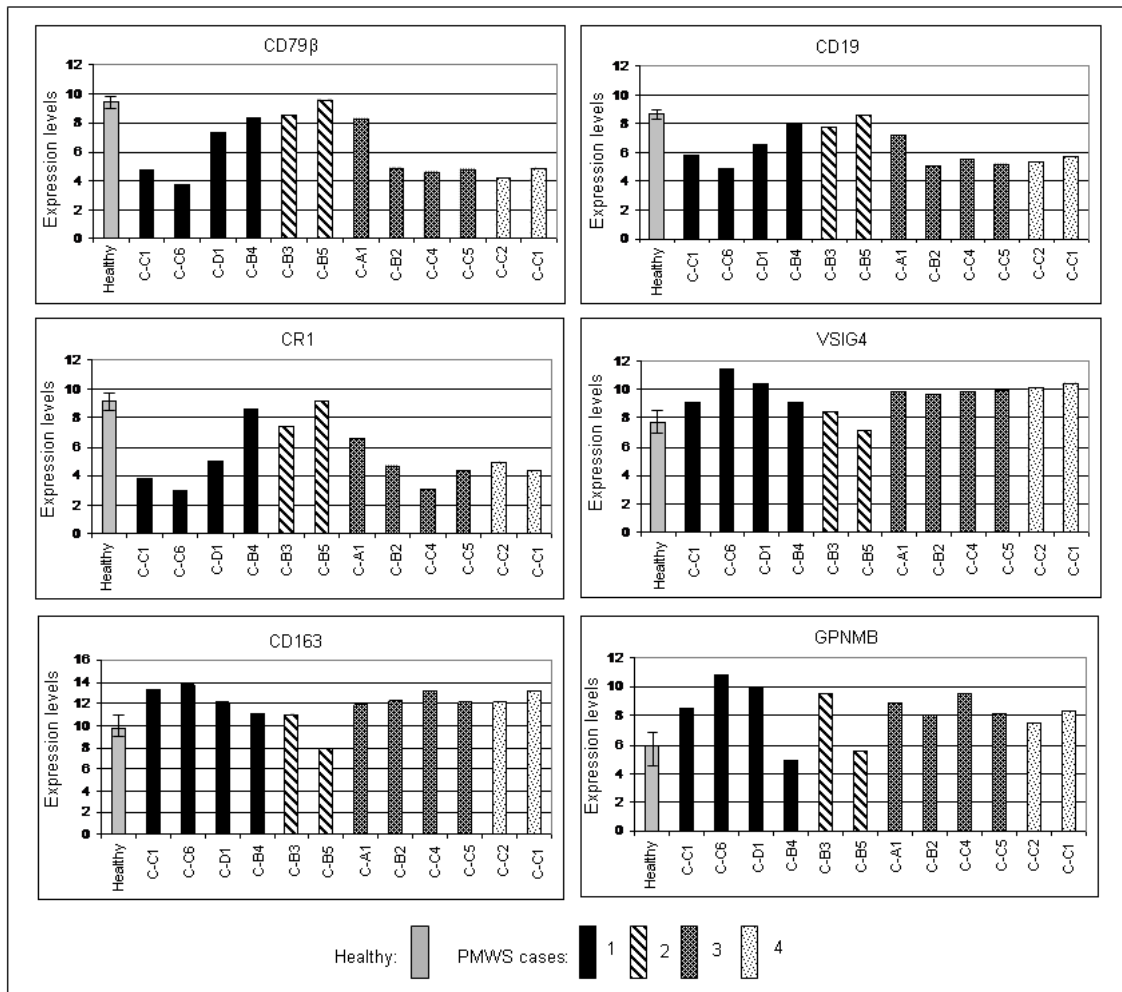 CD79β
Expression levels
12
10
8
6
4
2
0
Healthy
C-C1
C-C6
C-D1
C-B4
C-B3
C-B5
C-A1
C-B2
C-C4
C-C5
C-C2
C-C1
CD19
Expression levels
12
10
8
6
4
2
0
Healthy
C-C1
C-C6
C-D1
C-B4
C-B3
C-B5
C-A1
C-B2
C-C4
C-C5
C-C2
C-C1
CR1
Expression levels
12
10
8
6
4
2
0
Healthy
C-C1
C-C6
C-D1
C-B4
C-B3
C-B5
C-A1
C-B2
C-C4
C-C5
C-C2
C-C1
VSIG4
Expression levels
12
10
8
6
4
2
0
Healthy
C-C1
C-C6
C-D1
C-B4
C-B3
C-B5
C-A1
C-B2
C-C4
C-C5
C-C2
C-C1
CD163
Expression levels
16
14
12
10
8
6
4
2
0
Healthy
C-C1
C-C6
C-D1
C-B4
C-B3
C-B5
C-A1
C-B2
C-C4
C-C5
C-C2
C-C1
GPNMB
Expression levels
12
10
8
6
4
2
0
Healthy
C-C1
C-C6
C-D1
C-B4
C-B3
C-B5
C-A1
C-B2
C-C4
C-C5
C-C2
C-C1
Healthy: PMWS cases: 1 2 3 4